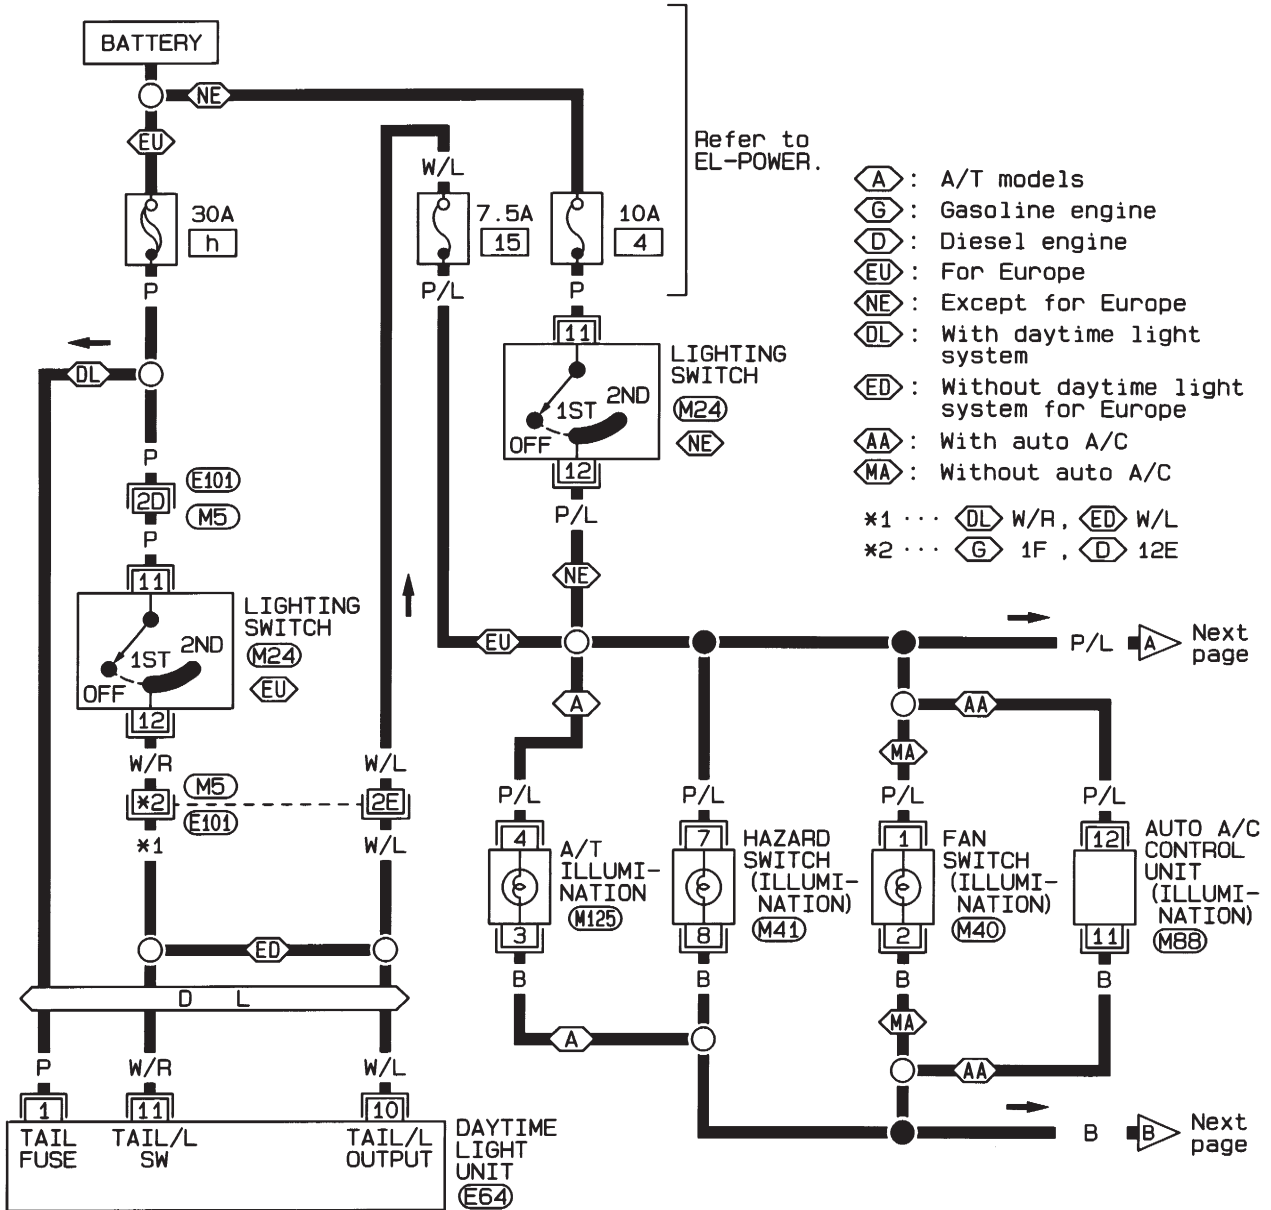 BATTERY
NE
EU
Refer to
EL-POWER.
W/L
30A
h
7.5A
15
10A
4
P
P/L
P
A : A/T models
G : Gasoline engine
D : Diesel engine
EU : For Europe
NE : Except for Europe
DL : With daytime light
system
ED : Without daytime light
system for Europe
AA : With auto A/C
MA : Without auto A/C
*1 ··· DL W/R, ED W/L
*2 ··· G 1F, D 12E
11
LIGHTING
SWITCH
M24
NE
1ST
2ND
OFF
12
P/L
NE
DL
P
E101
2D
M5
P
11
LIGHTING
SWITCH
M24
EU
1ST
2ND
OFF
12
EU
P/L
A
Next
page
A
AA
MA
W/R
W/L
M5
*2
2E
E101
*1
W/L
P/L
P/L
P/L
P/L
4
A/T
ILLUMI-
NATION
M125
3
7
HAZARD
SWITCH
(ILLUMI-
NATION)
M41
8
1
FAN
SWITCH
(ILLUMI-
NATION)
M40
2
12
AUTO A/C
CONTROL
UNIT
(ILLUMI-
NATION)
M88
11
ED
B
B
B
B
D L
A
MA
AA
P
W/R
W/L
1
11
10
TAIL
FUSE
TAIL/L
SW
TAIL/L
OUTPUT
DAYTIME
LIGHT
UNIT
E64
B
B
Next
page